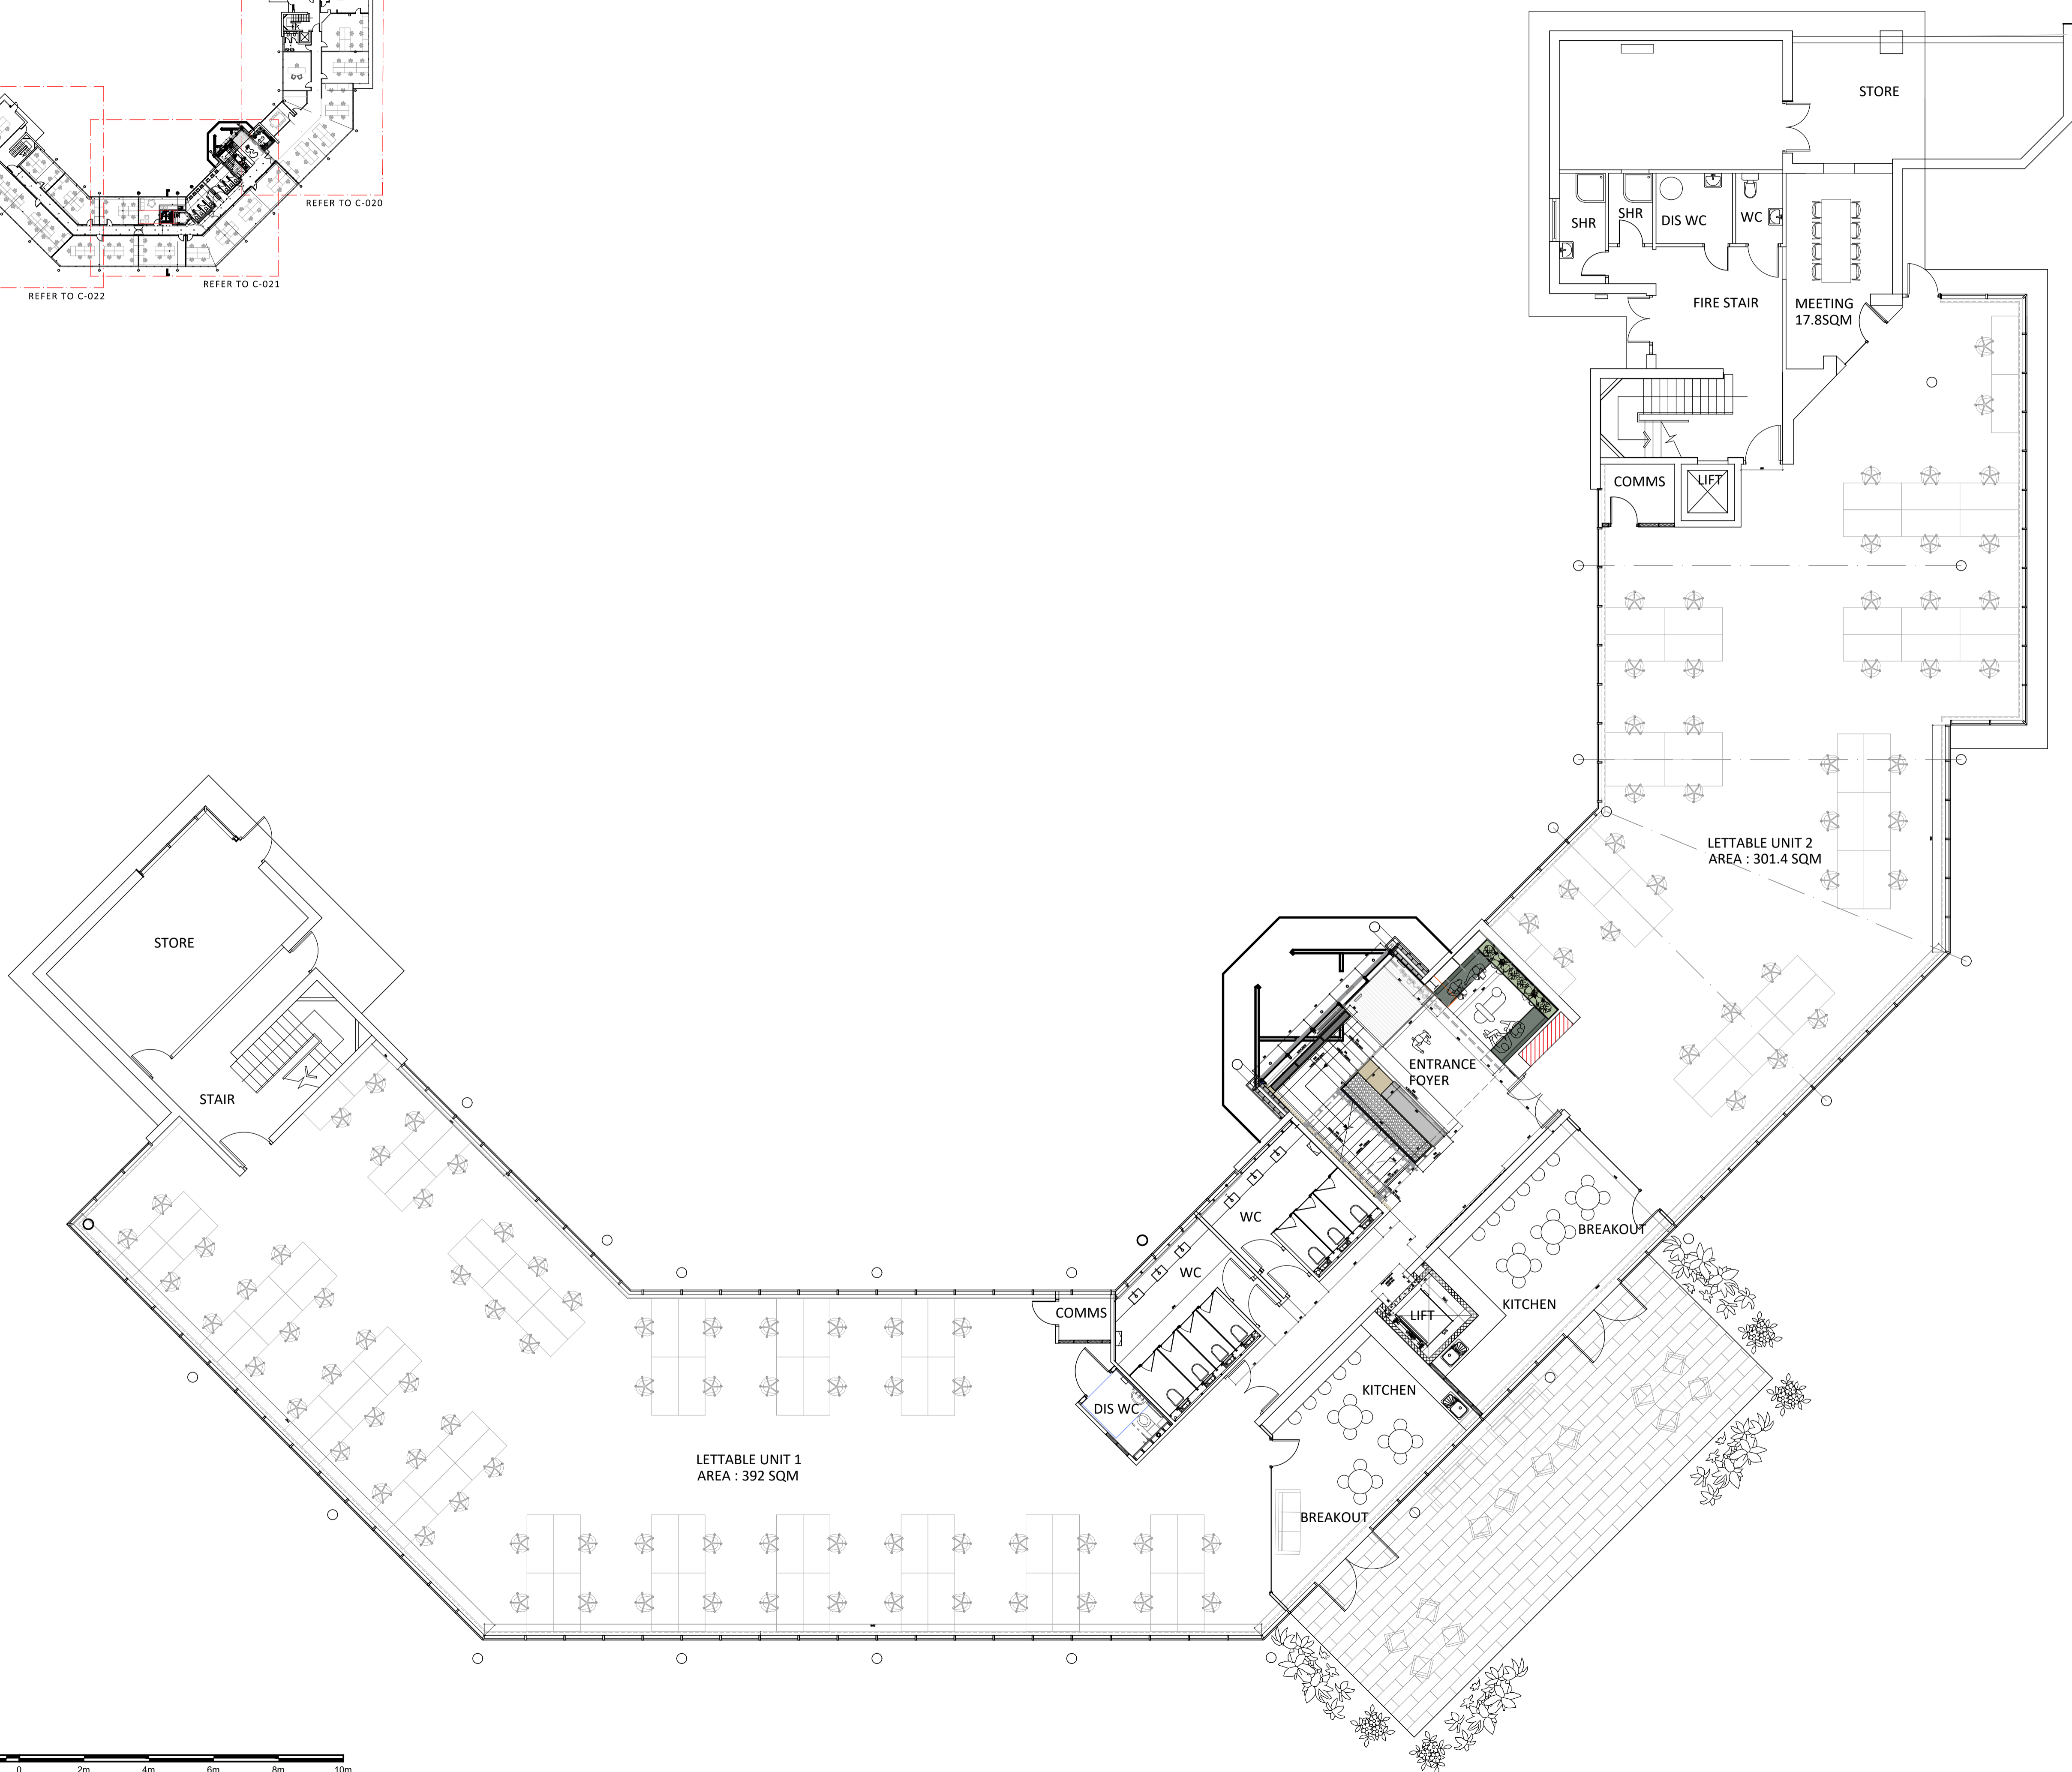 REFER TO C-020
REFER TO C-021
REFER TO C-022
STORE
SHR
SHR
DIS WC
WC
FIRE STAIR
MEETING
17.8SQM
COMMS
LIFT
LETTABLE UNIT 2
AREA : 301.4 SQM
STORE
STAIR
ENTRANCE
FOYER
WC
WC
BREAKOUT
KITCHEN
LIFT
COMMS
KITCHEN
DIS WC
LETTABLE UNIT 1
AREA : 392 SQM
BREAKOUT
0 2m 4m 6m 8m 10m